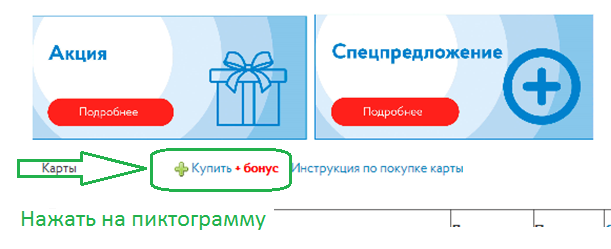 Акция
Спецпредложение
Подробнее
Подробнее
Карты Купить + бонус Инструкция по покупке карты
Нажать на пиктограмму